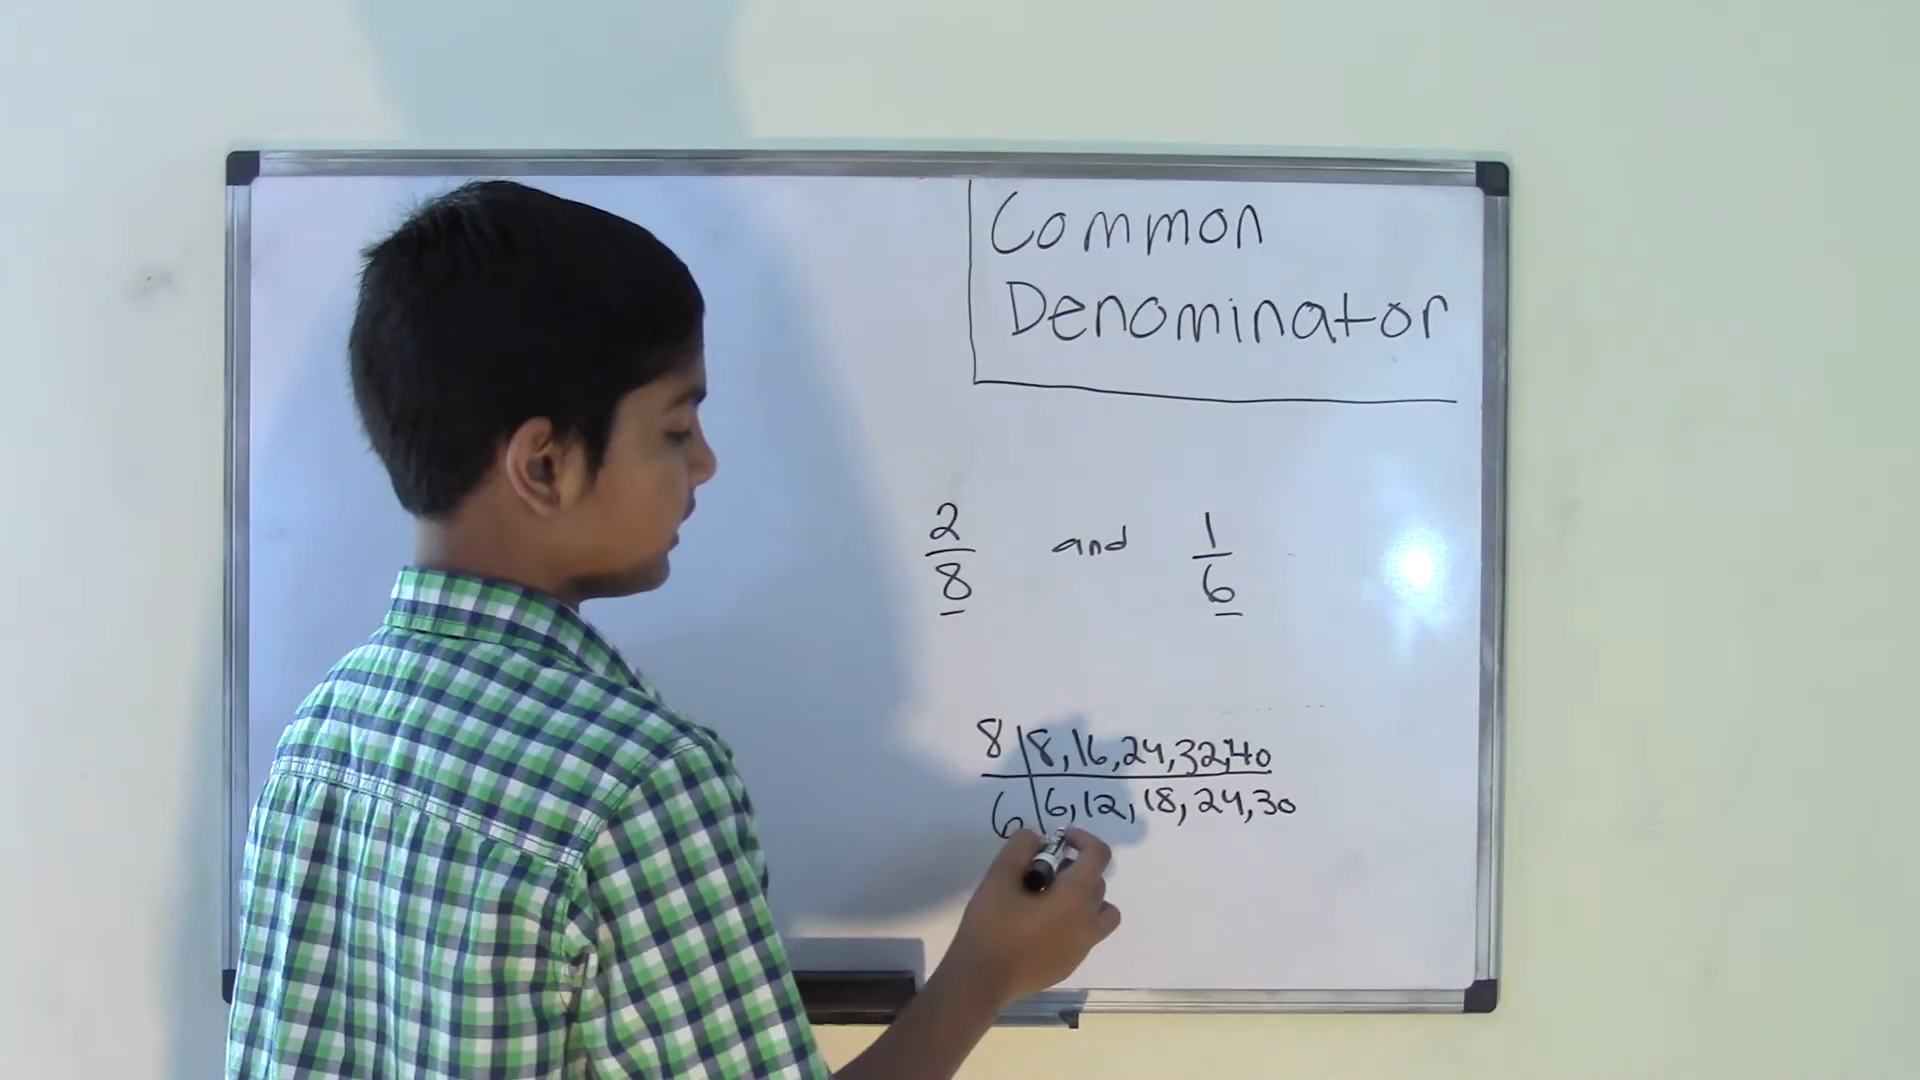 Common
Denominator
2/8 and 1/6
8 | 8, 16, 24, 32, 40
6 | 6, 12, 18, 24, 30